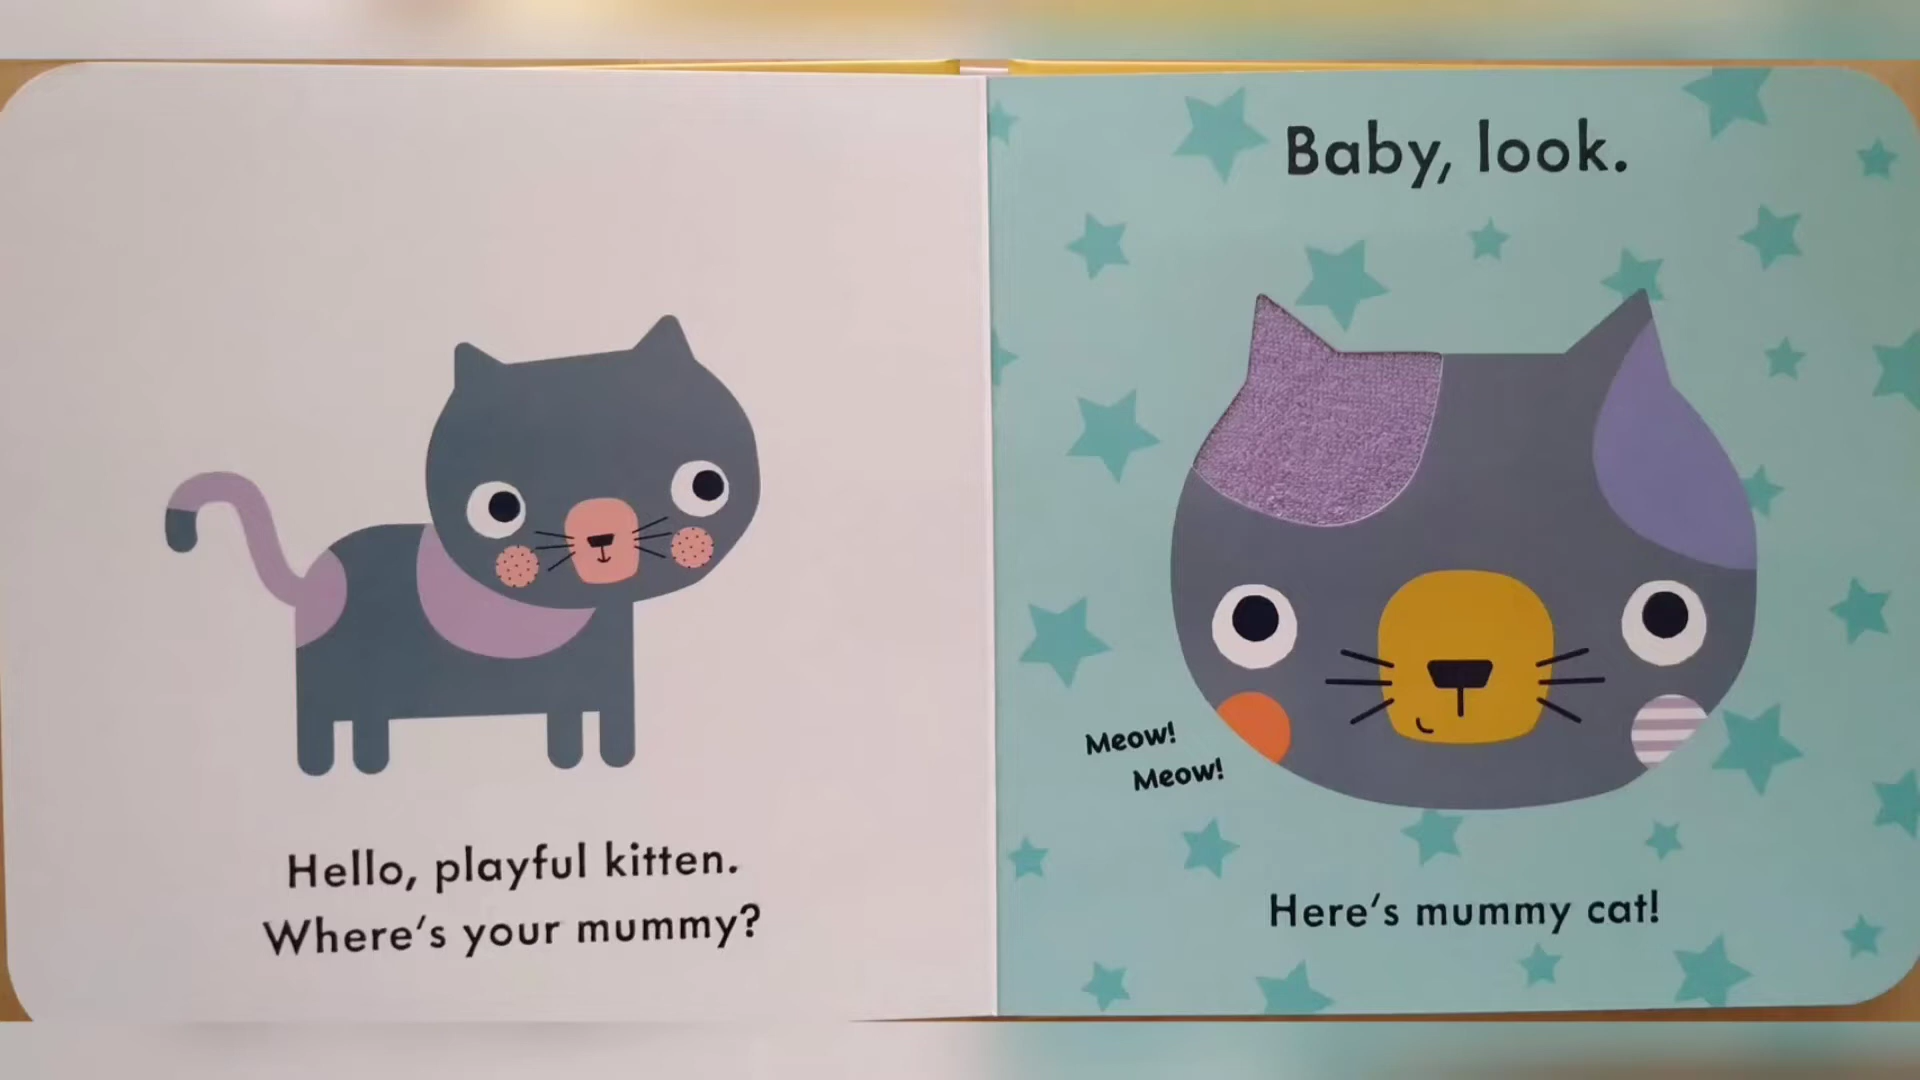 Hello, playful kitten.
Where's your mummy?
Baby, look.
Meow!
Meow!
Here's mummy cat!